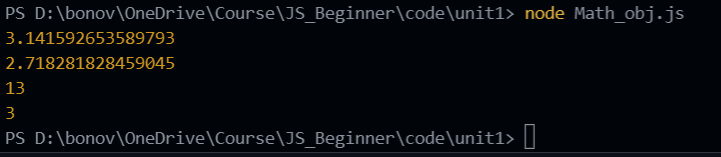 PS D:\bonov\OneDrive\Course\JS_Beginner\code\unit1> node Math_obj.js
3.141592653589793
2.718281828459045
13
3
PS D:\bonov\OneDrive\Course\JS_Beginner\code\unit1>